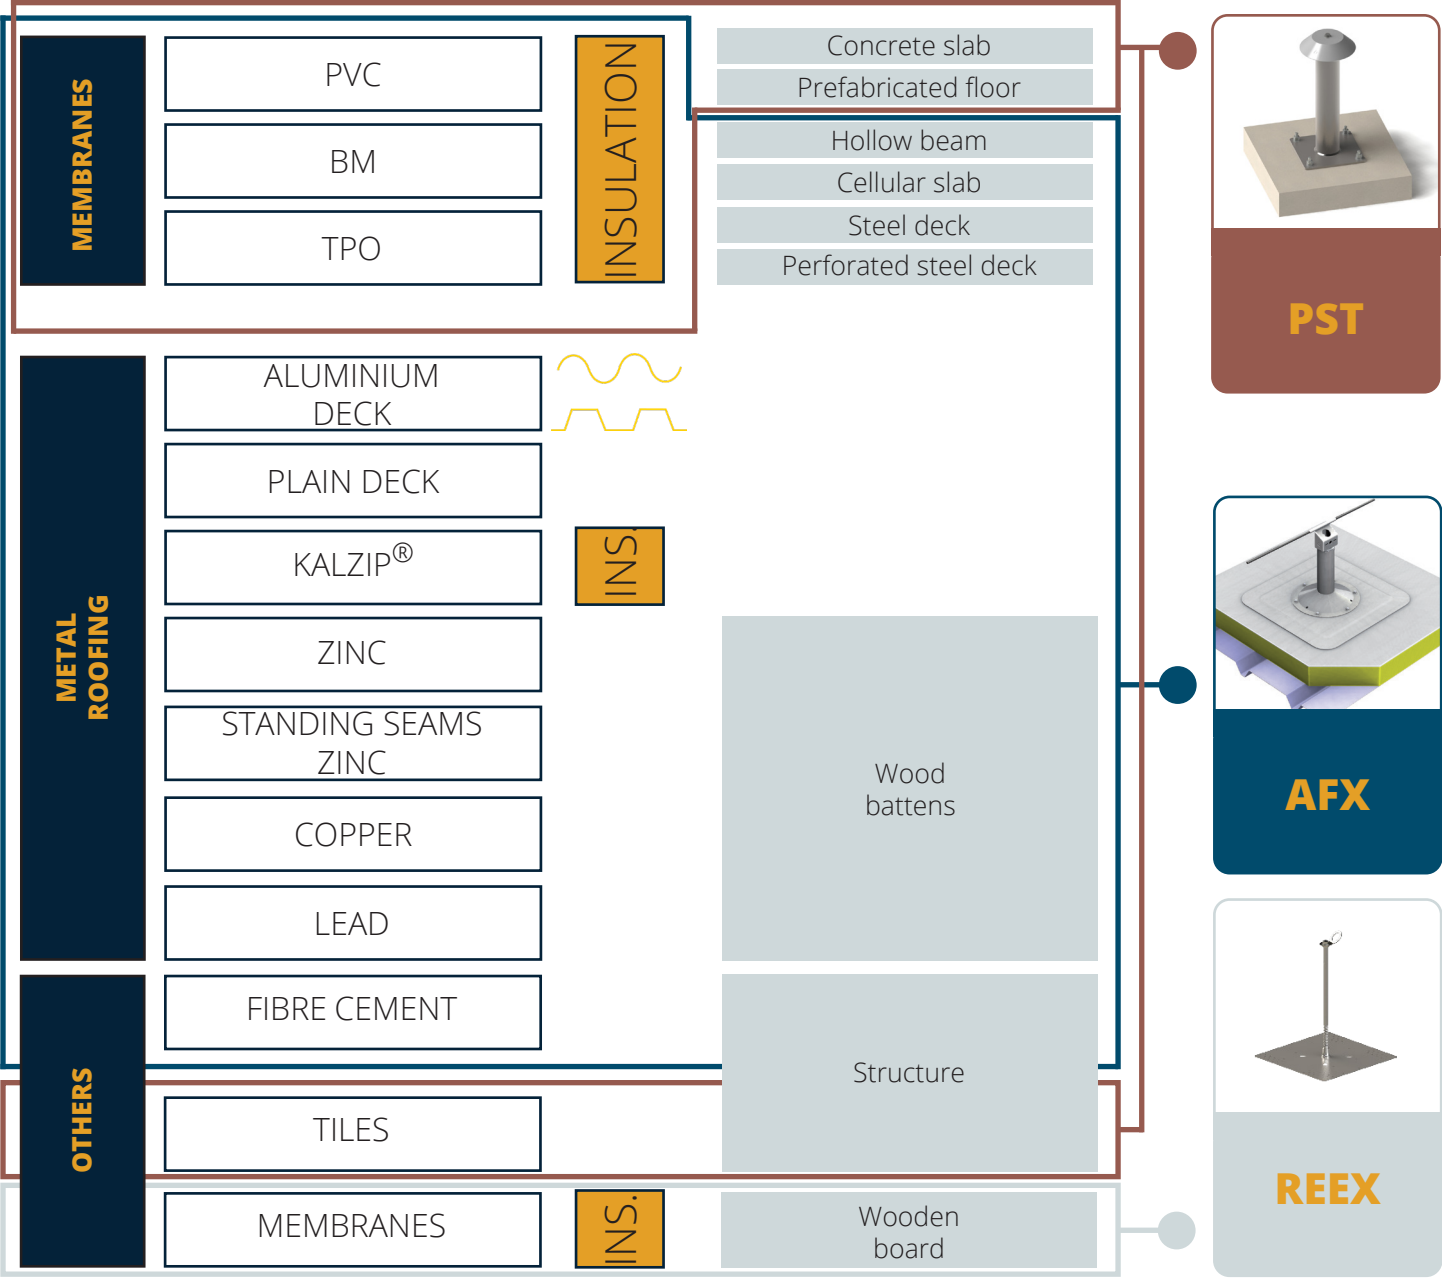 MEMBRANES
PVC
BM
TPO
INSULATION
Concrete slab
Prefabricated floor
Hollow beam
Cellular slab
Steel deck
Perforated steel deck
PST
METAL
ROOFING
ALUMINIUM
DECK
PLAIN DECK
KALZIP®
INS.
ZINC
STANDING SEAMS
ZINC
COPPER
LEAD
Wood
battens
AFX
OTHERS
FIBRE CEMENT
Structure
TILES
MEMBRANES
INS.
Wooden
board
REEX